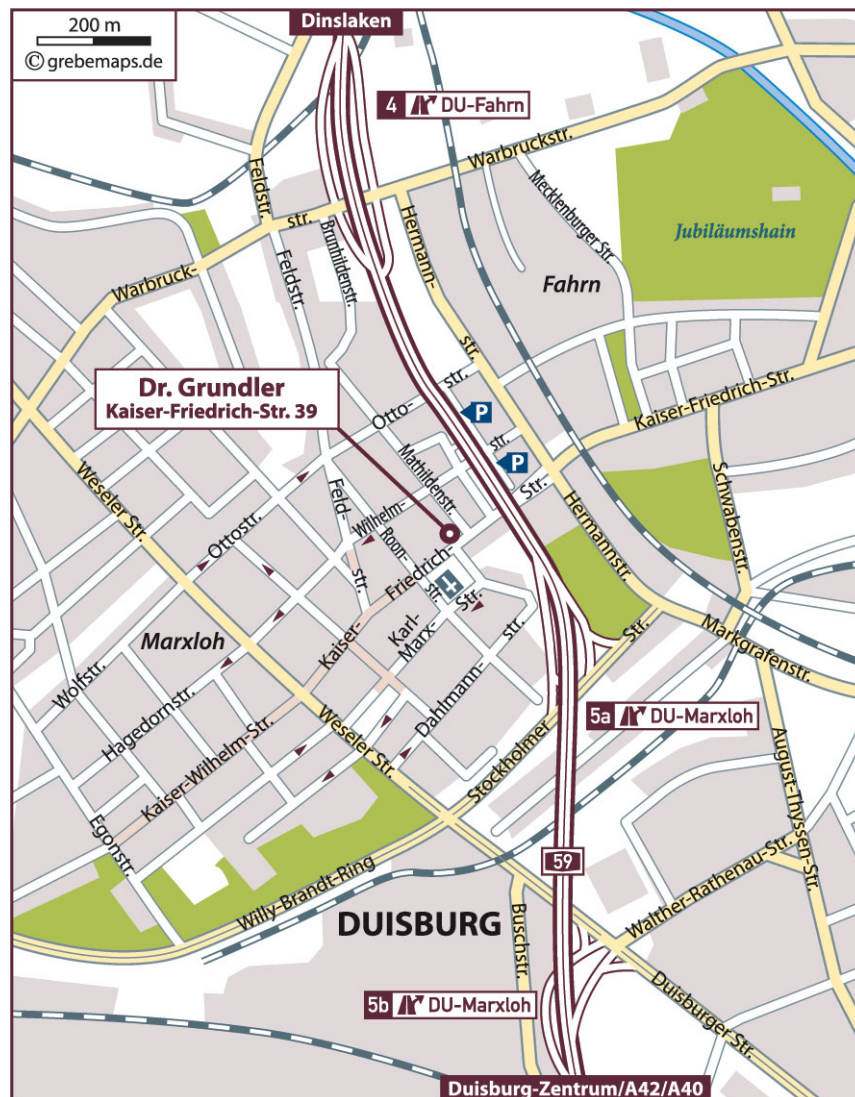 Dinslaken
200 m
© grebemaps.de
4 DU-Fahrn
Warbruckstr.
Feldstr.
str.
Warbruck-
Brunhildenstr.
Feldstr.
Hermann-
str.
Mecklenburger Str.
Jubiläumshain
Fahrn
Dr. Grundler
Kaiser-Friedrich-Str. 39
Otto-
str.
P
P
Kaiser-Friedrich-Str.
Weseler Str.
Ottostr.
Feld-
str.
Mathildenstr.
Wilhelm-
str.
Roon-
str.
Str.-
Hermannstr.
Schwabenstr.
Kaiser-
Friedrich-
Karl-
Marx-
Str.
Marxloh
Wolfstr.
Hagedornstr.
Kaiser-Wilhelm-Str.
Weseler Str.
Dahlmann-
str.
Stockholmer
Str.
Markgrafenstr.
5a DU-Marxloh
August-Thyssen-Str.
Egonstr.
Willy-Brandt-Ring
59
Walther-Rathenau-Str.
DUISBURG
Buschstr.
Duisburger Str.
5b DU-Marxloh
Duisburg-Zentrum/A42/A40